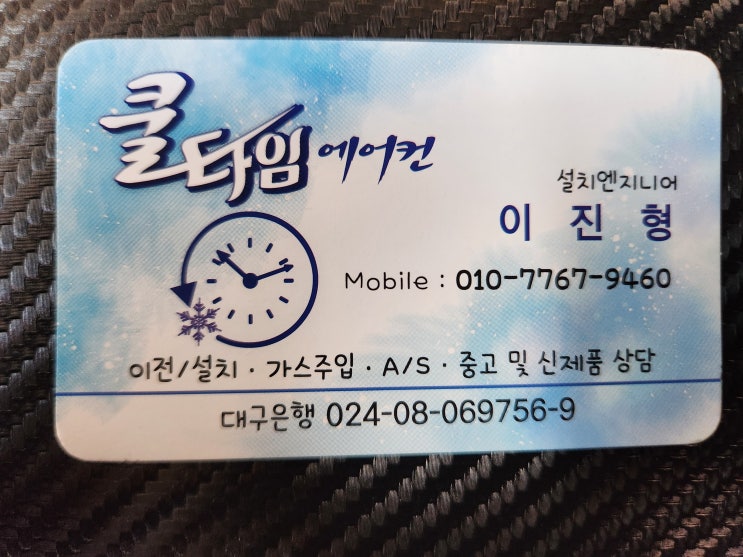 쿨타임 에어컨
설치엔지니어
이 진 형
Mobile : 010-7767-9460
이전/설치 · 가스주입 · A/S · 중고 및 신제품 상담
대구은행 024-08-069756-9